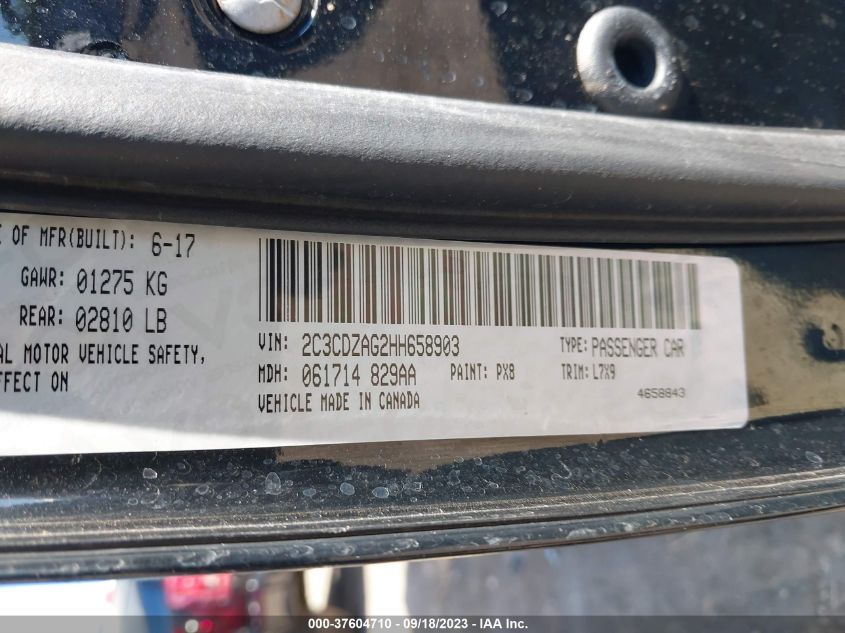 E OF MFR(BUILT): 6-17
GAWR: 01275 KG
REAR: 02810 LB
AL MOTOR VEHICLE SAFETY,
FFECT ON
VIN: 2C3CDZAG2HH658903
TYPE: PASSENGER CAR
MDH: 061714 829AA PAINT: PX8 TRIM: L7X9
VEHICLE MADE IN CANADA 4658843
000-37604710 - 09/18/2023 - IAA Inc.